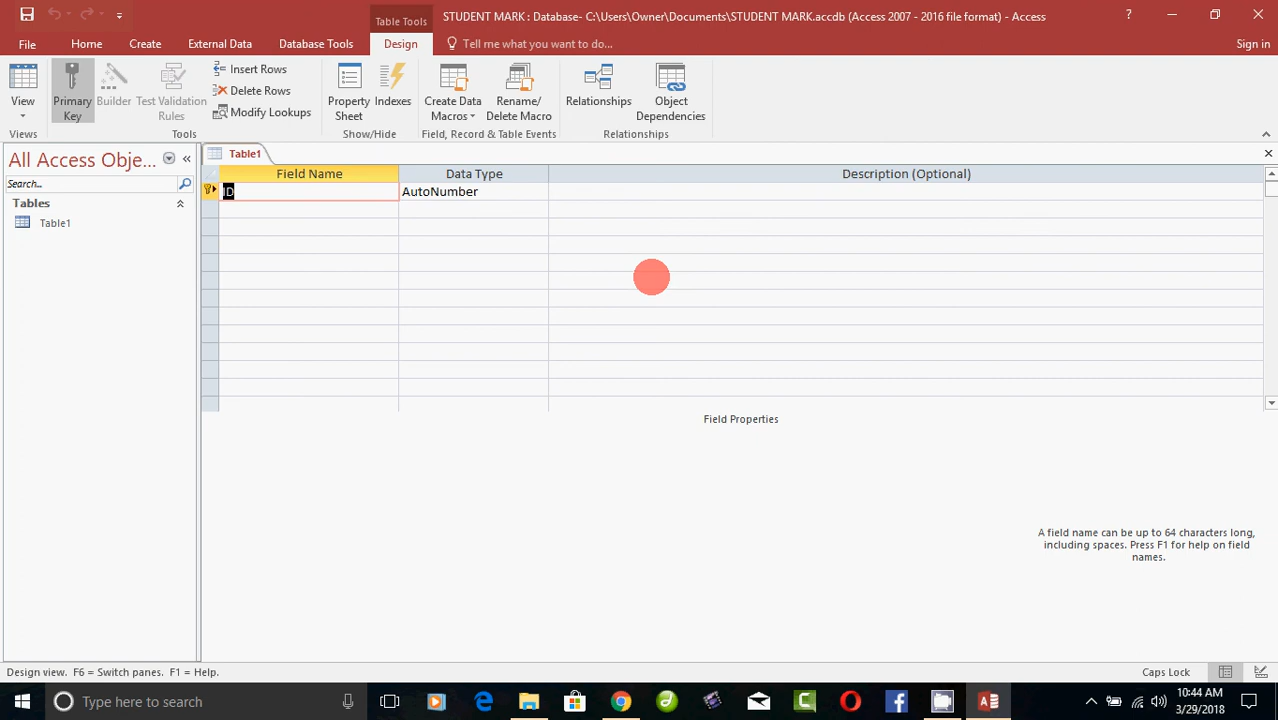 Table Tools
STUDENT MARK : Database- C:\Users\Owner\Documents\STUDENT MARK.accdb (Access 2007 - 2016 file format) - Access
?
File
Home
Create
External Data
Database Tools
Design
Tell me what you want to do...
Sign in
View
Primary Key
Builder
Test Validation Rules
Insert Rows
Delete Rows
Modify Lookups
Property Sheet
Indexes
Create Data Macros
Rename/ Delete Macro
Relationships
Object Dependencies
Views
Tools
Show/Hide
Field, Record & Table Events
Relationships
All Access Obje...
Search...
Tables
Table1
Table1
Field Name
Data Type
Description (Optional)
ID
AutoNumber
Field Properties
A field name can be up to 64 characters long,
including spaces. Press F1 for help on field
names.
Design view. F6 = Switch panes. F1 = Help.
Caps Lock
Type here to search
10:44 AM
3/29/2018